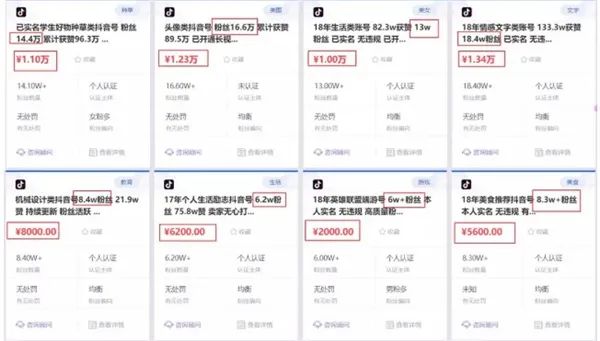 种草
已实名学生好物种草类抖音号 粉丝
14.4万 累计获赞96.3万 ...
¥1.10万
收藏
14.10W+
粉丝数量
个人认证
认证主体
无处罚
有无处罚
女粉多
粉丝偏向
咨询顾问
查看详情
美图
头像类抖音号 粉丝16.6万 累计获赞
89.5万 已开通长视...
¥1.23万
收藏
16.60W+
粉丝数量
未认证
认证主体
无处罚
有无处罚
均衡
粉丝偏向
咨询顾问
查看详情
美女
18年生活类账号 82.3w获赞 13w
粉丝 已实名 无违规 已开...
¥1.00万
收藏
13.00W+
粉丝数量
个人认证
认证主体
无处罚
有无处罚
均衡
粉丝偏向
咨询顾问
查看详情
文字
18年情感文字类账号 133.3w获赞
18.4w粉丝 已实名 无违...
¥1.34万
收藏
18.40W+
粉丝数量
个人认证
认证主体
无处罚
有无处罚
均衡
粉丝偏向
咨询顾问
查看详情
教育
机械设计类抖音号8.4w粉丝 21.9w
赞 持续更新 粉丝活跃 ...
¥8000.00
收藏
8.40W+
粉丝数量
个人认证
认证主体
无处罚
有无处罚
均衡
粉丝偏向
咨询顾问
查看详情
生活
17年个人生活励志抖音号 6.2w粉
丝 75.8w赞 卖家无心打...
¥6200.00
收藏
6.20W+
粉丝数量
个人认证
认证主体
无处罚
有无处罚
均衡
粉丝偏向
咨询顾问
查看详情
游戏
18年英雄联盟端游号 6w+粉丝 本
人实名 无违规 高质量粉...
¥2000.00
收藏
6.00W+
粉丝数量
个人认证
认证主体
无处罚
有无处罚
男粉多
粉丝偏向
咨询顾问
查看详情
美食
18年美食推荐抖音号 8.3w+粉丝
本人实名 无违规 有...
¥5600.00
收藏
8.30W+
粉丝数量
个人认证
认证主体
未知
有无处罚
均衡
粉丝偏向
咨询顾问
查看详情